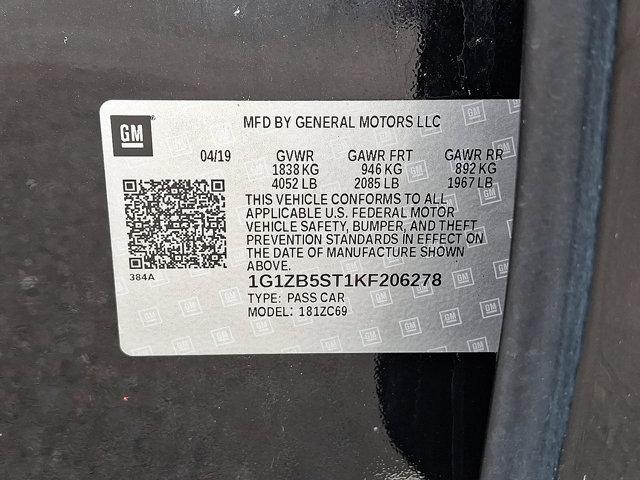 GM
MFD BY GENERAL MOTORS LLC
04/19 GVWR GAWR FRT GAWR RR
1838 KG 946 KG 892 KG
4052 LB 2085 LB 1967 LB
THIS VEHICLE CONFORMS TO ALL
APPLICABLE U.S. FEDERAL MOTOR
VEHICLE SAFETY, BUMPER, AND THEFT
PREVENTION STANDARDS IN EFFECT ON
THE DATE OF MANUFACTURE SHOWN
ABOVE.
384A
1G1ZB5ST1KF206278
TYPE: PASS CAR
MODEL: 181ZC69